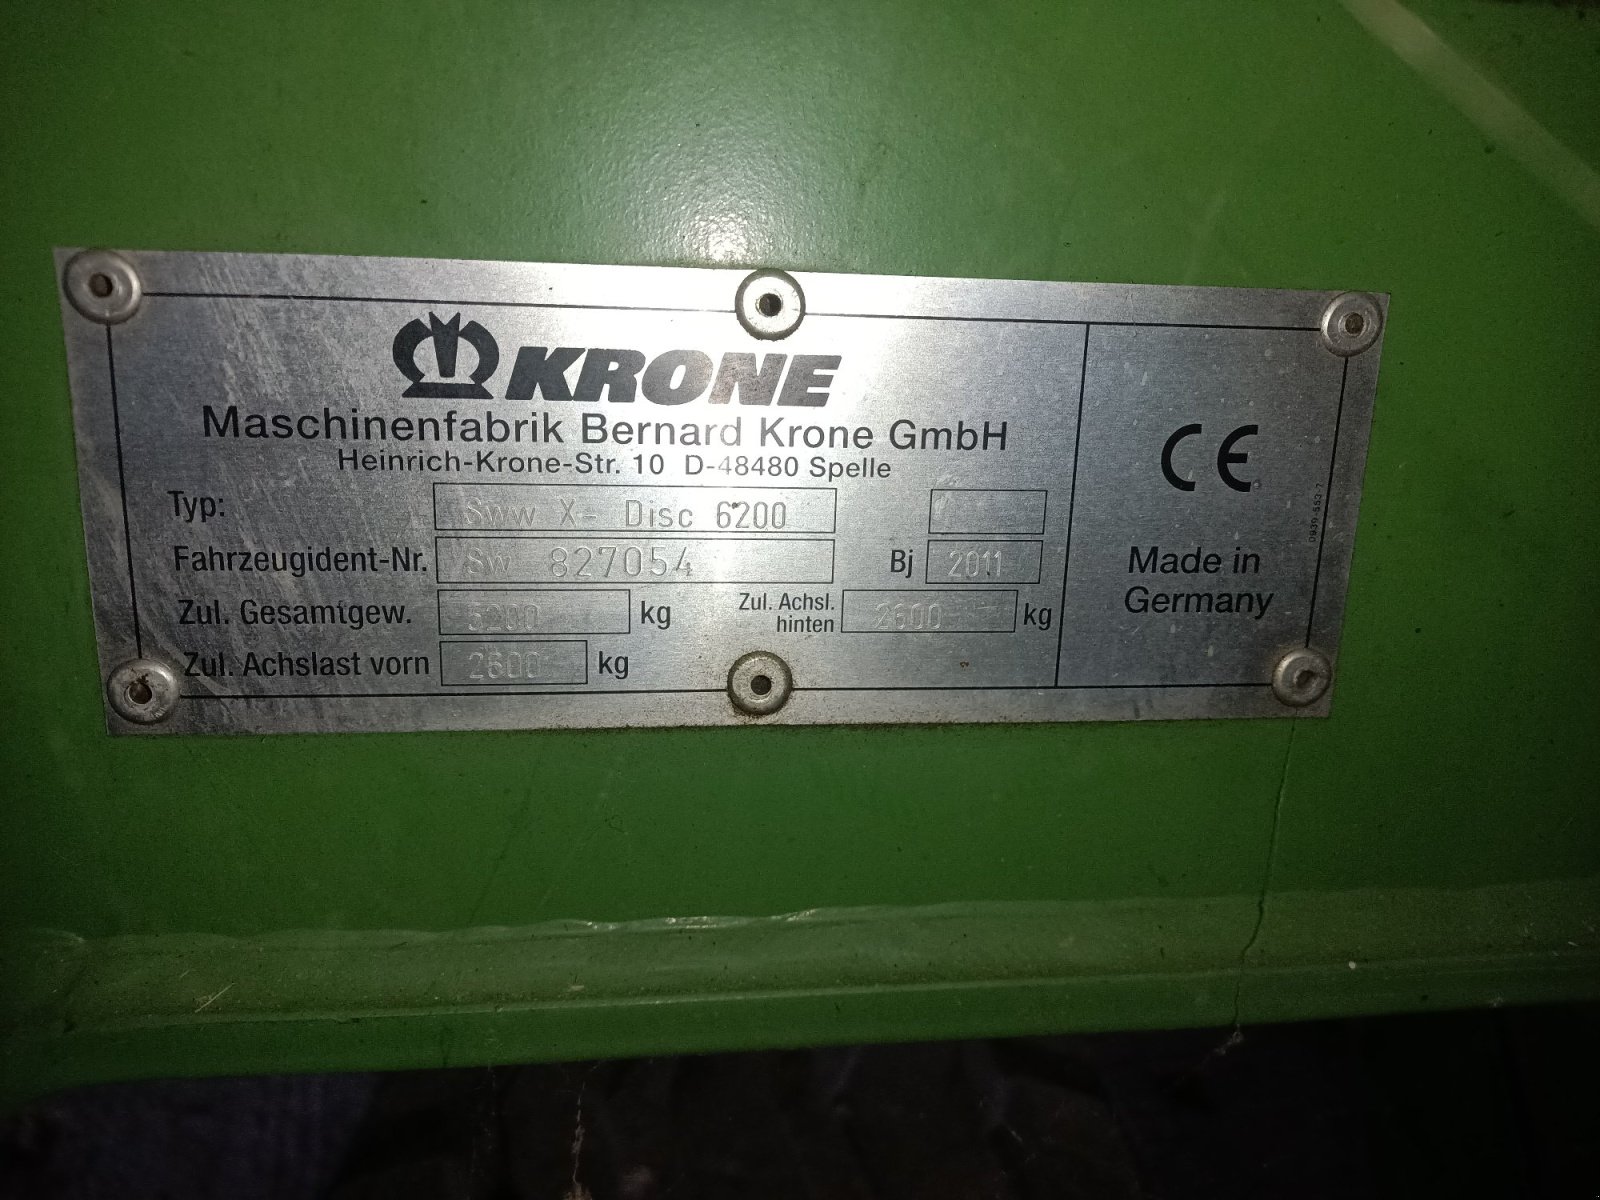 KRONE
Maschinenfabrik Bernard Krone GmbH
Heinrich-Krone-Str. 10 D-48480 Spelle
Typ: Sww X- Disc 6200
Fahrzeugident-Nr. Sw 827054 Bj 2011
Zul. Gesamtgew. 5200 kg Zul. Achsl. hinten 2600 kg
Zul. Achslast vorn 2600 kg
CE
Made in
Germany